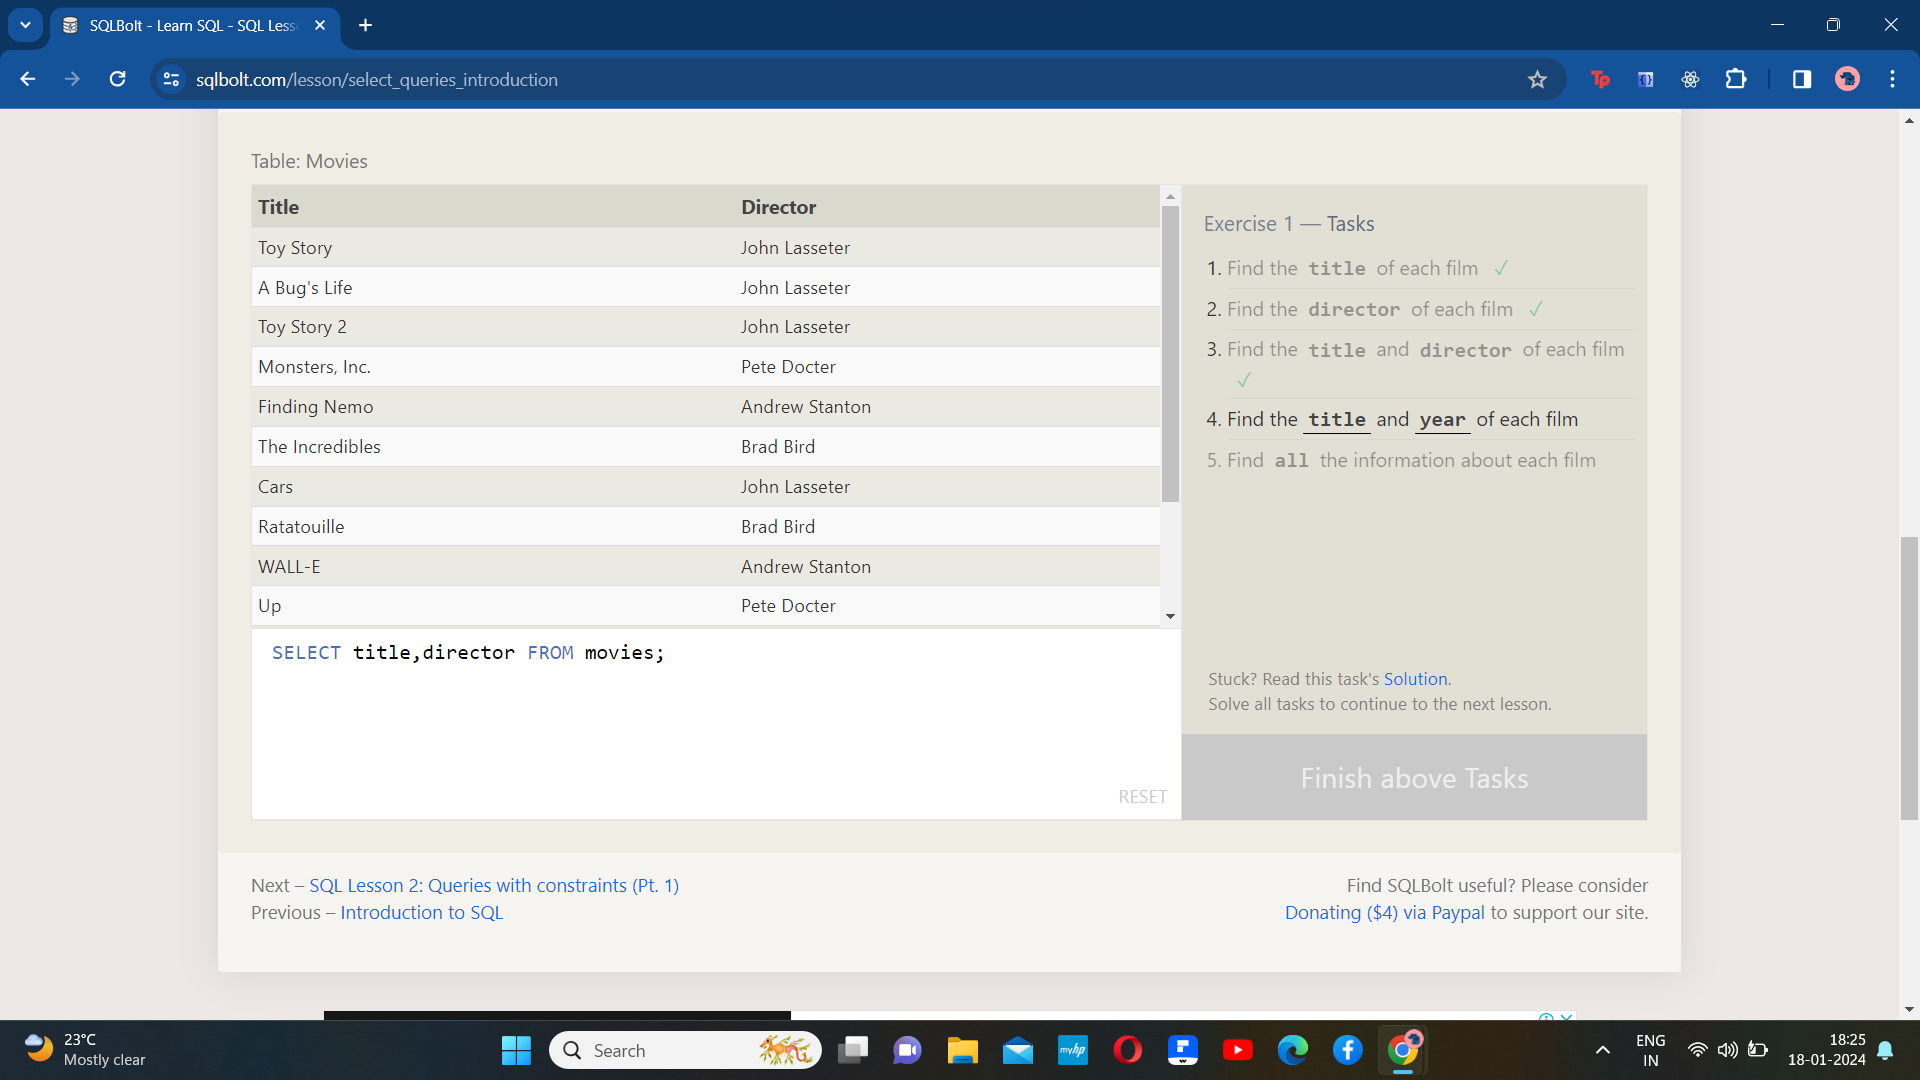 SQLBolt - Learn SQL - SQL Less
sqlbolt.com/lesson/select_queries_introduction
Tp
Table: Movies
Title Director
Toy Story John Lasseter
A Bug's Life John Lasseter
Toy Story 2 John Lasseter
Monsters, Inc. Pete Docter
Finding Nemo Andrew Stanton
The Incredibles Brad Bird
Cars John Lasseter
Ratatouille Brad Bird
WALL-E Andrew Stanton
Up Pete Docter
SELECT title,director FROM movies;
RESET
Exercise 1 — Tasks
1. Find the title of each film ✓
2. Find the director of each film ✓
3. Find the title and director of each film
✓
4. Find the title and year of each film
5. Find all the information about each film
Stuck? Read this task's Solution.
Solve all tasks to continue to the next lesson.
Finish above Tasks
Next – SQL Lesson 2: Queries with constraints (Pt. 1)
Previous – Introduction to SQL
Find SQLBolt useful? Please consider
Donating ($4) via Paypal to support our site.
23°C
Mostly clear
Search
myhp
ENG
IN
18:25
18-01-2024